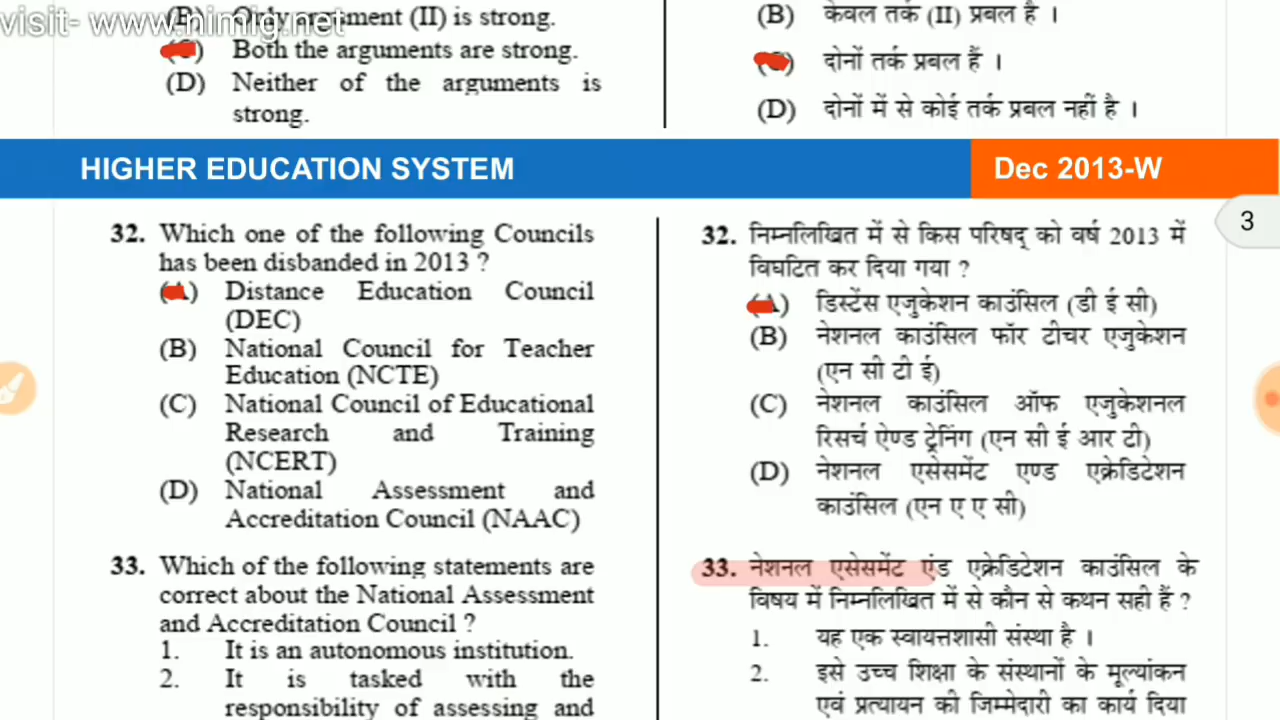 visit- www.nimig.net
(B) Only argument (II) is strong.
(C) Both the arguments are strong.
(D) Neither of the arguments is
strong.
(B) केवल तर्क (II) प्रबल है ।
(C) दोनों तर्क प्रबल हैं ।
(D) दोनों में से कोई तर्क प्रबल नहीं है ।
HIGHER EDUCATION SYSTEM
Dec 2013-W
3
32. Which one of the following Councils
has been disbanded in 2013 ?
(A) Distance Education Council
(DEC)
(B) National Council for Teacher
Education (NCTE)
(C) National Council of Educational
Research and Training
(NCERT)
(D) National Assessment and
Accreditation Council (NAAC)
33. Which of the following statements are
correct about the National Assessment
and Accreditation Council ?
1. It is an autonomous institution.
2. It is tasked with the
responsibility of assessing and
32. निम्नलिखित में से किस परिषद् को वर्ष 2013 में
विघटित कर दिया गया ?
(A) डिस्टेंस एजुकेशन काउंसिल (डी ई सी)
(B) नेशनल काउंसिल फॉर टीचर एजुकेशन
(एन सी टी ई)
(C) नेशनल काउंसिल ऑफ एजुकेशनल
रिसर्च ऐण्ड ट्रेनिंग (एन सी ई आर टी)
(D) नेशनल एसेसमेंट एण्ड एक्रेडिटेशन
काउंसिल (एन ए ए सी)
33. नेशनल एसेसमेंट एंड एक्रेडिटेशन काउंसिल के
विषय में निम्नलिखित में से कौन से कथन सही हैं ?
1. यह एक स्वायत्तशासी संस्था है ।
2. इसे उच्च शिक्षा के संस्थानों के मूल्यांकन
एवं प्रत्यायन की जिम्मेदारी का कार्य दिया